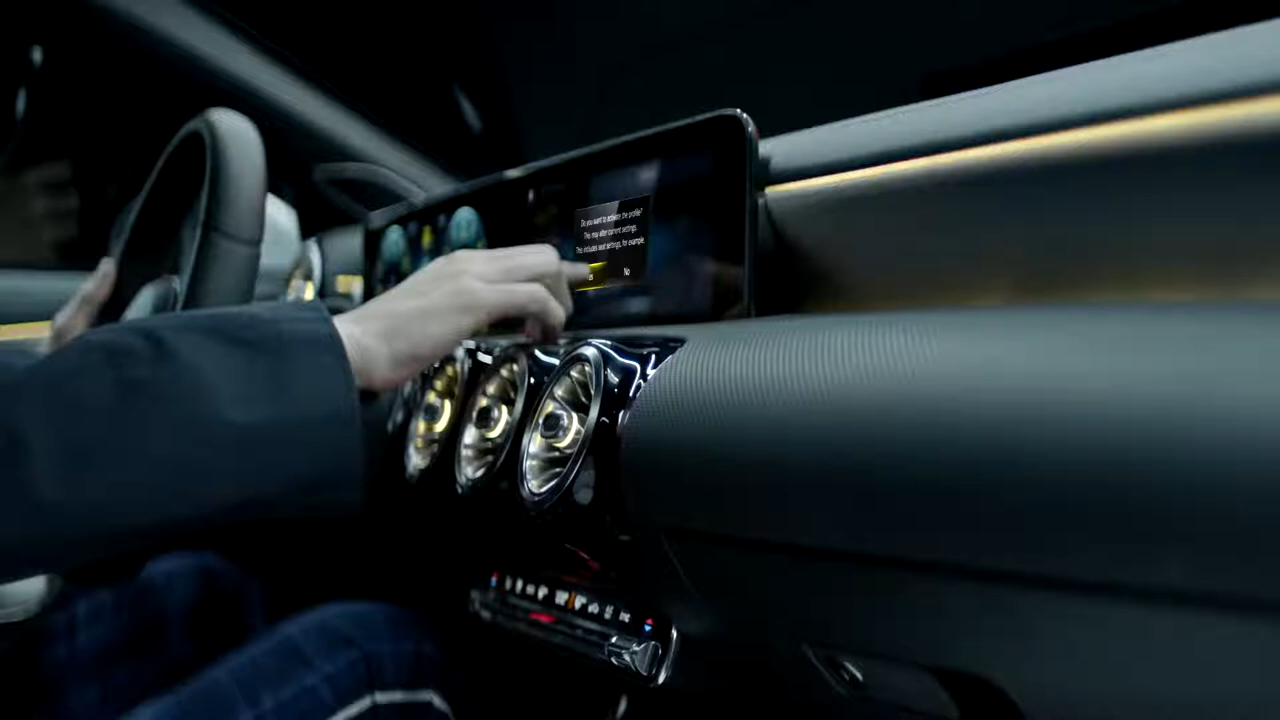 Do you want to activate the profile?
This may alter current settings.
This includes seat settings, for example.
No